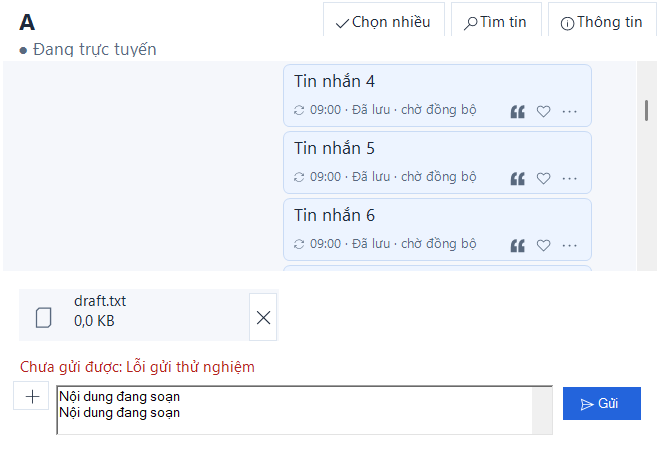 A
Chọn nhiều
Tìm tin
Thông tin
Đang trực tuyến
Tin nhắn 4
09:00 · Đã lưu · chờ đồng bộ
Tin nhắn 5
09:00 · Đã lưu · chờ đồng bộ
Tin nhắn 6
09:00 · Đã lưu · chờ đồng bộ
draft.txt
0,0 KB
Chưa gửi được: Lỗi gửi thử nghiệm
Nội dung đang soạn
Nội dung đang soạn
Gửi